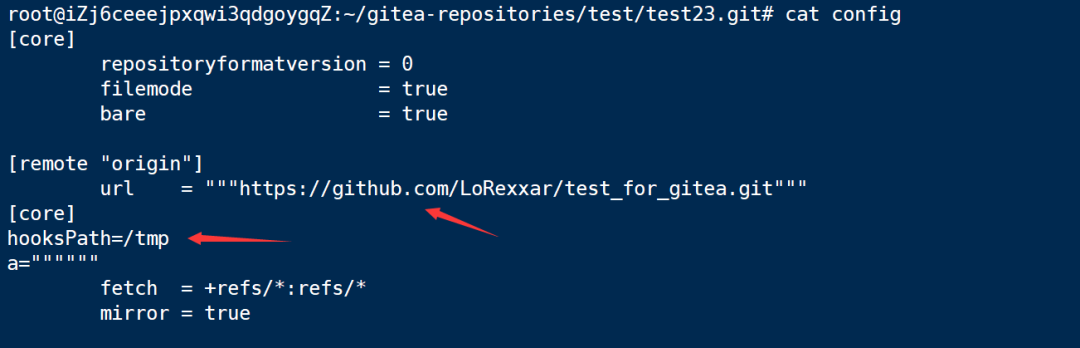 root@iZj6ceeejpxqwi3qdgoygqZ:~/gitea-repositories/test/test23.git# cat config
[core]
        repositoryformatversion = 0
        filemode                = true
        bare                    = true

[remote "origin"]
        url    = """https://github.com/LoRexxar/test_for_gitea.git"""
[core]
hooksPath=/tmp
a=""""""
        fetch  = +refs/*:refs/*
        mirror = true